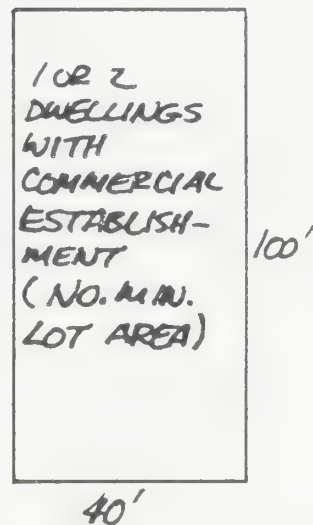 1 OR 2
DWELLINGS
WITH
COMMERCIAL
ESTABLISH-
MENT
(NO. MIN.
LOT AREA)
100'
40'